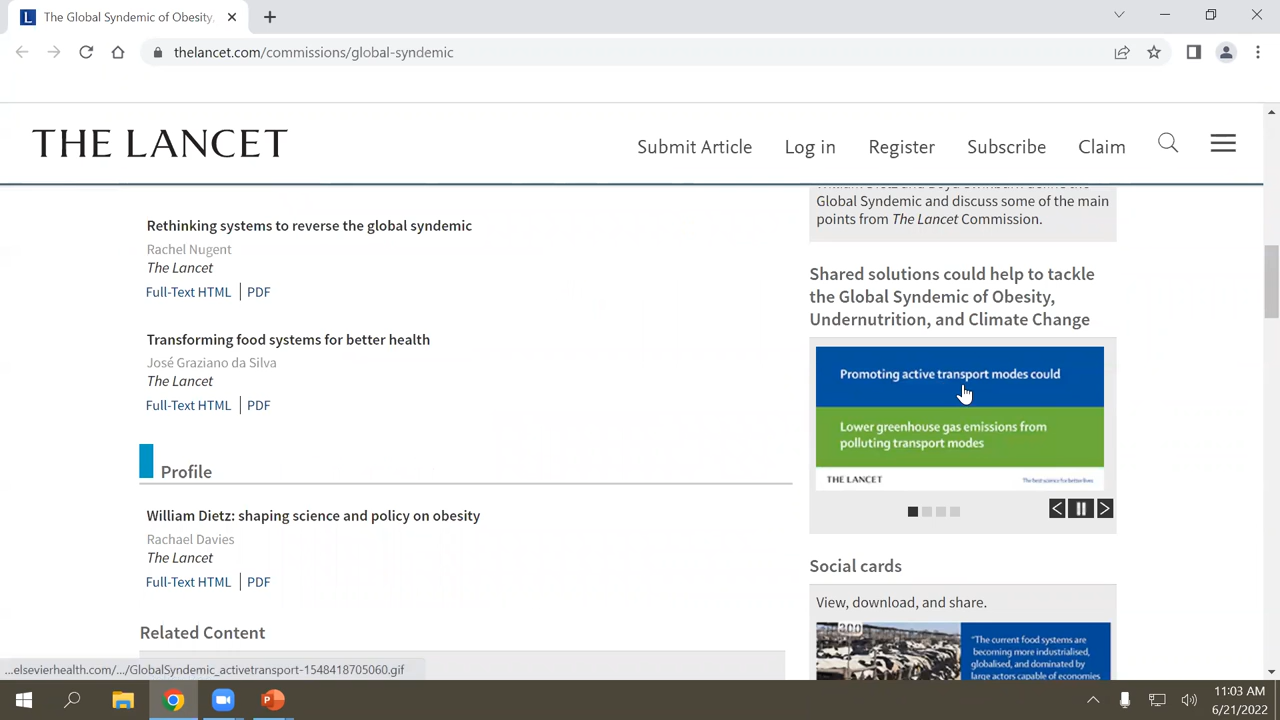 The Global Syndemic of Obesity,
thelancet.com/commissions/global-syndemic
THE LANCET
Submit Article
Log in
Register
Subscribe
Claim
Rethinking systems to reverse the global syndemic
Rachel Nugent
The Lancet
Full-Text HTML | PDF
Transforming food systems for better health
José Graziano da Silva
The Lancet
Full-Text HTML | PDF
Profile
William Dietz: shaping science and policy on obesity
Rachael Davies
The Lancet
Full-Text HTML | PDF
Related Content
Global Syndemic and discuss some of the main
points from The Lancet Commission.
Shared solutions could help to tackle
the Global Syndemic of Obesity,
Undernutrition, and Climate Change
Promoting active transport modes could
Lower greenhouse gas emissions from
polluting transport modes
THE LANCET
The best science for better lives
Social cards
View, download, and share.
300
"The current food systems are
becoming more industrialised,
globalised, and dominated by
large actors capable of economies
...elsevierhealth.com/.../GlobalSyndemic_activetransport-1548418705060.gif
11:03 AM
6/21/2022